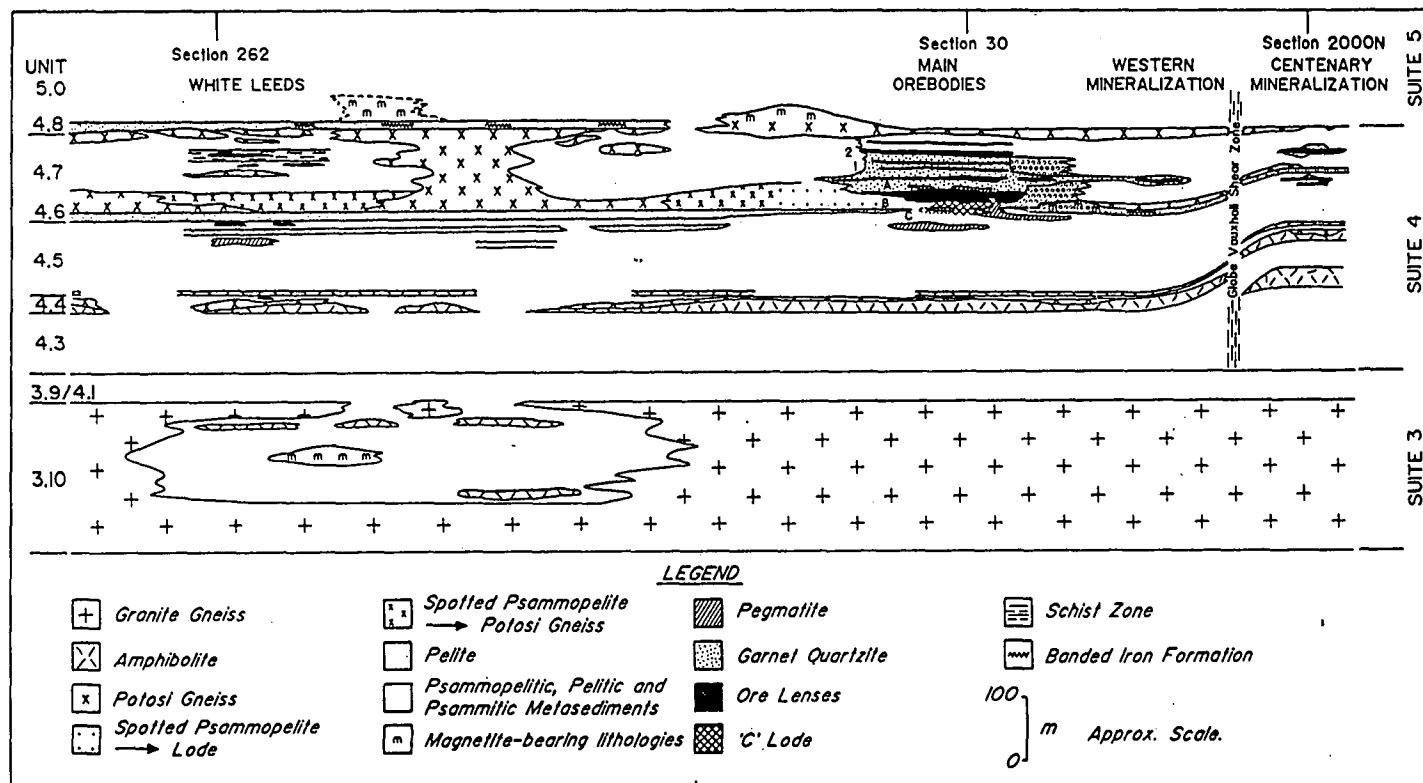 Section 262
Section 30
Section 2000N
UNIT
WHITE LEEDS
MAIN
OREBODIES
WESTERN
MINERALIZATION
CENTENARY
MINERALIZATION
SUITE 5
5.0
4.8
4.7
4.6
4.5
4.4
4.3
2
1
A
B
C
Globe Vauxhall Shear Zone
SUITE 4
3.9/4.1
3.10
SUITE 3
LEGEND
Granite Gneiss
Amphibolite
Potosi Gneiss
Spotted Psammopelite
→ Lode
Spotted Psammopelite
→ Potosi Gneiss
Pelite
Psammopelitic, Pelitic and
Psammitic Metasediments
m Magnetite-bearing lithologies
Pegmatite
Garnet Quartzite
Ore Lenses
'C' Lode
Schist Zone
Banded Iron Formation
100
m Approx. Scale.
0